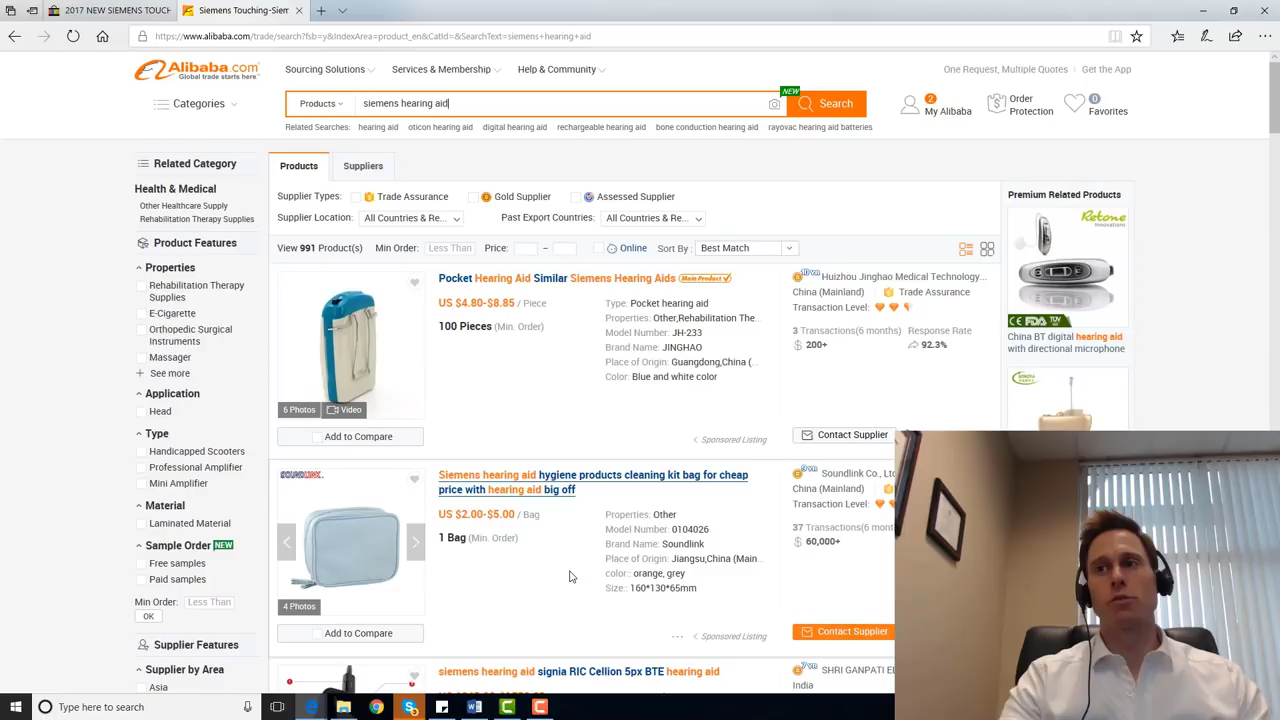 2017 NEW SIEMENS TOUCH
Siemens Touching-Siem
https://www.alibaba.com/trade/search?fsb=y&IndexArea=product_en&CatId=&SearchText=siemens+hearing+aid
Alibaba.com
Global trade starts here.
Sourcing Solutions
Services & Membership
Help & Community
One Request, Multiple Quotes
Get the App
Categories
Products
siemens hearing aid
NEW
Search
2
My Alibaba
Order
Protection
0
Favorites
Related Searches: hearing aid oticon hearing aid digital hearing aid rechargeable hearing aid bone conduction hearing aid rayovac hearing aid batteries
Related Category
Health & Medical
Other Healthcare Supply
Rehabilitation Therapy Supplies
Product Features
Properties
Rehabilitation Therapy
Supplies
E-Cigarette
Orthopedic Surgical
Instruments
Massager
See more
Application
Head
Type
Handicapped Scooters
Professional Amplifier
Mini Amplifier
Material
Laminated Material
Sample Order NEW
Free samples
Paid samples
Min Order: Less Than
OK
Supplier Features
Supplier by Area
Asia
Products
Suppliers
Supplier Types: Trade Assurance Gold Supplier Assessed Supplier
Supplier Location: All Countries & Re... Past Export Countries: All Countries & Re...
View 991 Product(s) Min Order: Less Than Price: – Online Sort By: Best Match
Pocket Hearing Aid Similar Siemens Hearing Aids Main Product
US $4.80-$8.85 / Piece
100 Pieces (Min. Order)
Type: Pocket hearing aid
Properties: Other,Rehabilitation The...
Model Number: JH-233
Brand Name: JINGHAO
Place of Origin: Guangdong,China (...
Color: Blue and white color
6 Photos Video
Add to Compare
Sponsored Listing
Huizhou Jinghao Medical Technology...
China (Mainland) Trade Assurance
Transaction Level:
3 Transactions(6 months) Response Rate
200+ 92.3%
Contact Supplier
SOUNDLINK
Siemens hearing aid hygiene products cleaning kit bag for cheap
price with hearing aid big off
US $2.00-$5.00 / Bag
1 Bag (Min. Order)
Properties: Other
Model Number: 0104026
Brand Name: Soundlink
Place of Origin: Jiangsu,China (Main...
color:: orange, grey
Size:: 160*130*65mm
4 Photos
Add to Compare
Sponsored Listing
Soundlink Co., Ltd
China (Mainland)
Transaction Level:
37 Transactions(6 mont
60,000+
Contact Supplier
siemens hearing aid signia RIC Cellion 5px BTE hearing aid
SHRI GANPATI EN
India
Premium Related Products
Retone
CE FDA TÜV
China BT digital hearing aid
with directional microphone
Type here to search